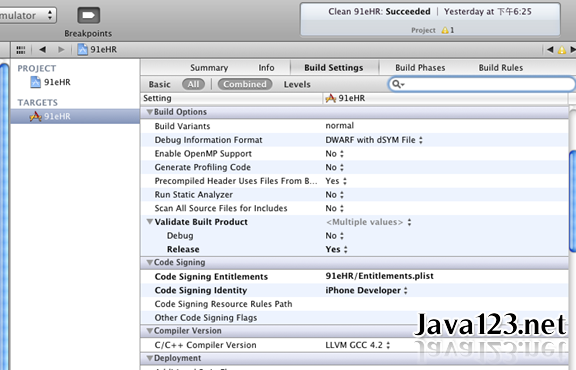 mulator
Breakpoints
Clean 91eHR: Succeeded | Yesterday at 下午6:25
Project 1
91eHR
PROJECT
91eHR
TARGETS
91eHR
Summary Info Build Settings Build Phases Build Rules
Basic All Combined Levels
Setting 91eHR
Build Options
Build Variants normal
Debug Information Format DWARF with dSYM File
Enable OpenMP Support No
Generate Profiling Code No
Precompiled Header Uses Files From B... Yes
Run Static Analyzer No
Scan All Source Files for Includes No
Validate Built Product <Multiple values>
Debug No
Release Yes
Code Signing
Code Signing Entitlements 91eHR/Entitlements.plist
Code Signing Identity iPhone Developer
Code Signing Resource Rules Path
Other Code Signing Flags
Compiler Version
C/C++ Compiler Version LLVM GCC 4.2
Deployment
Java123.net